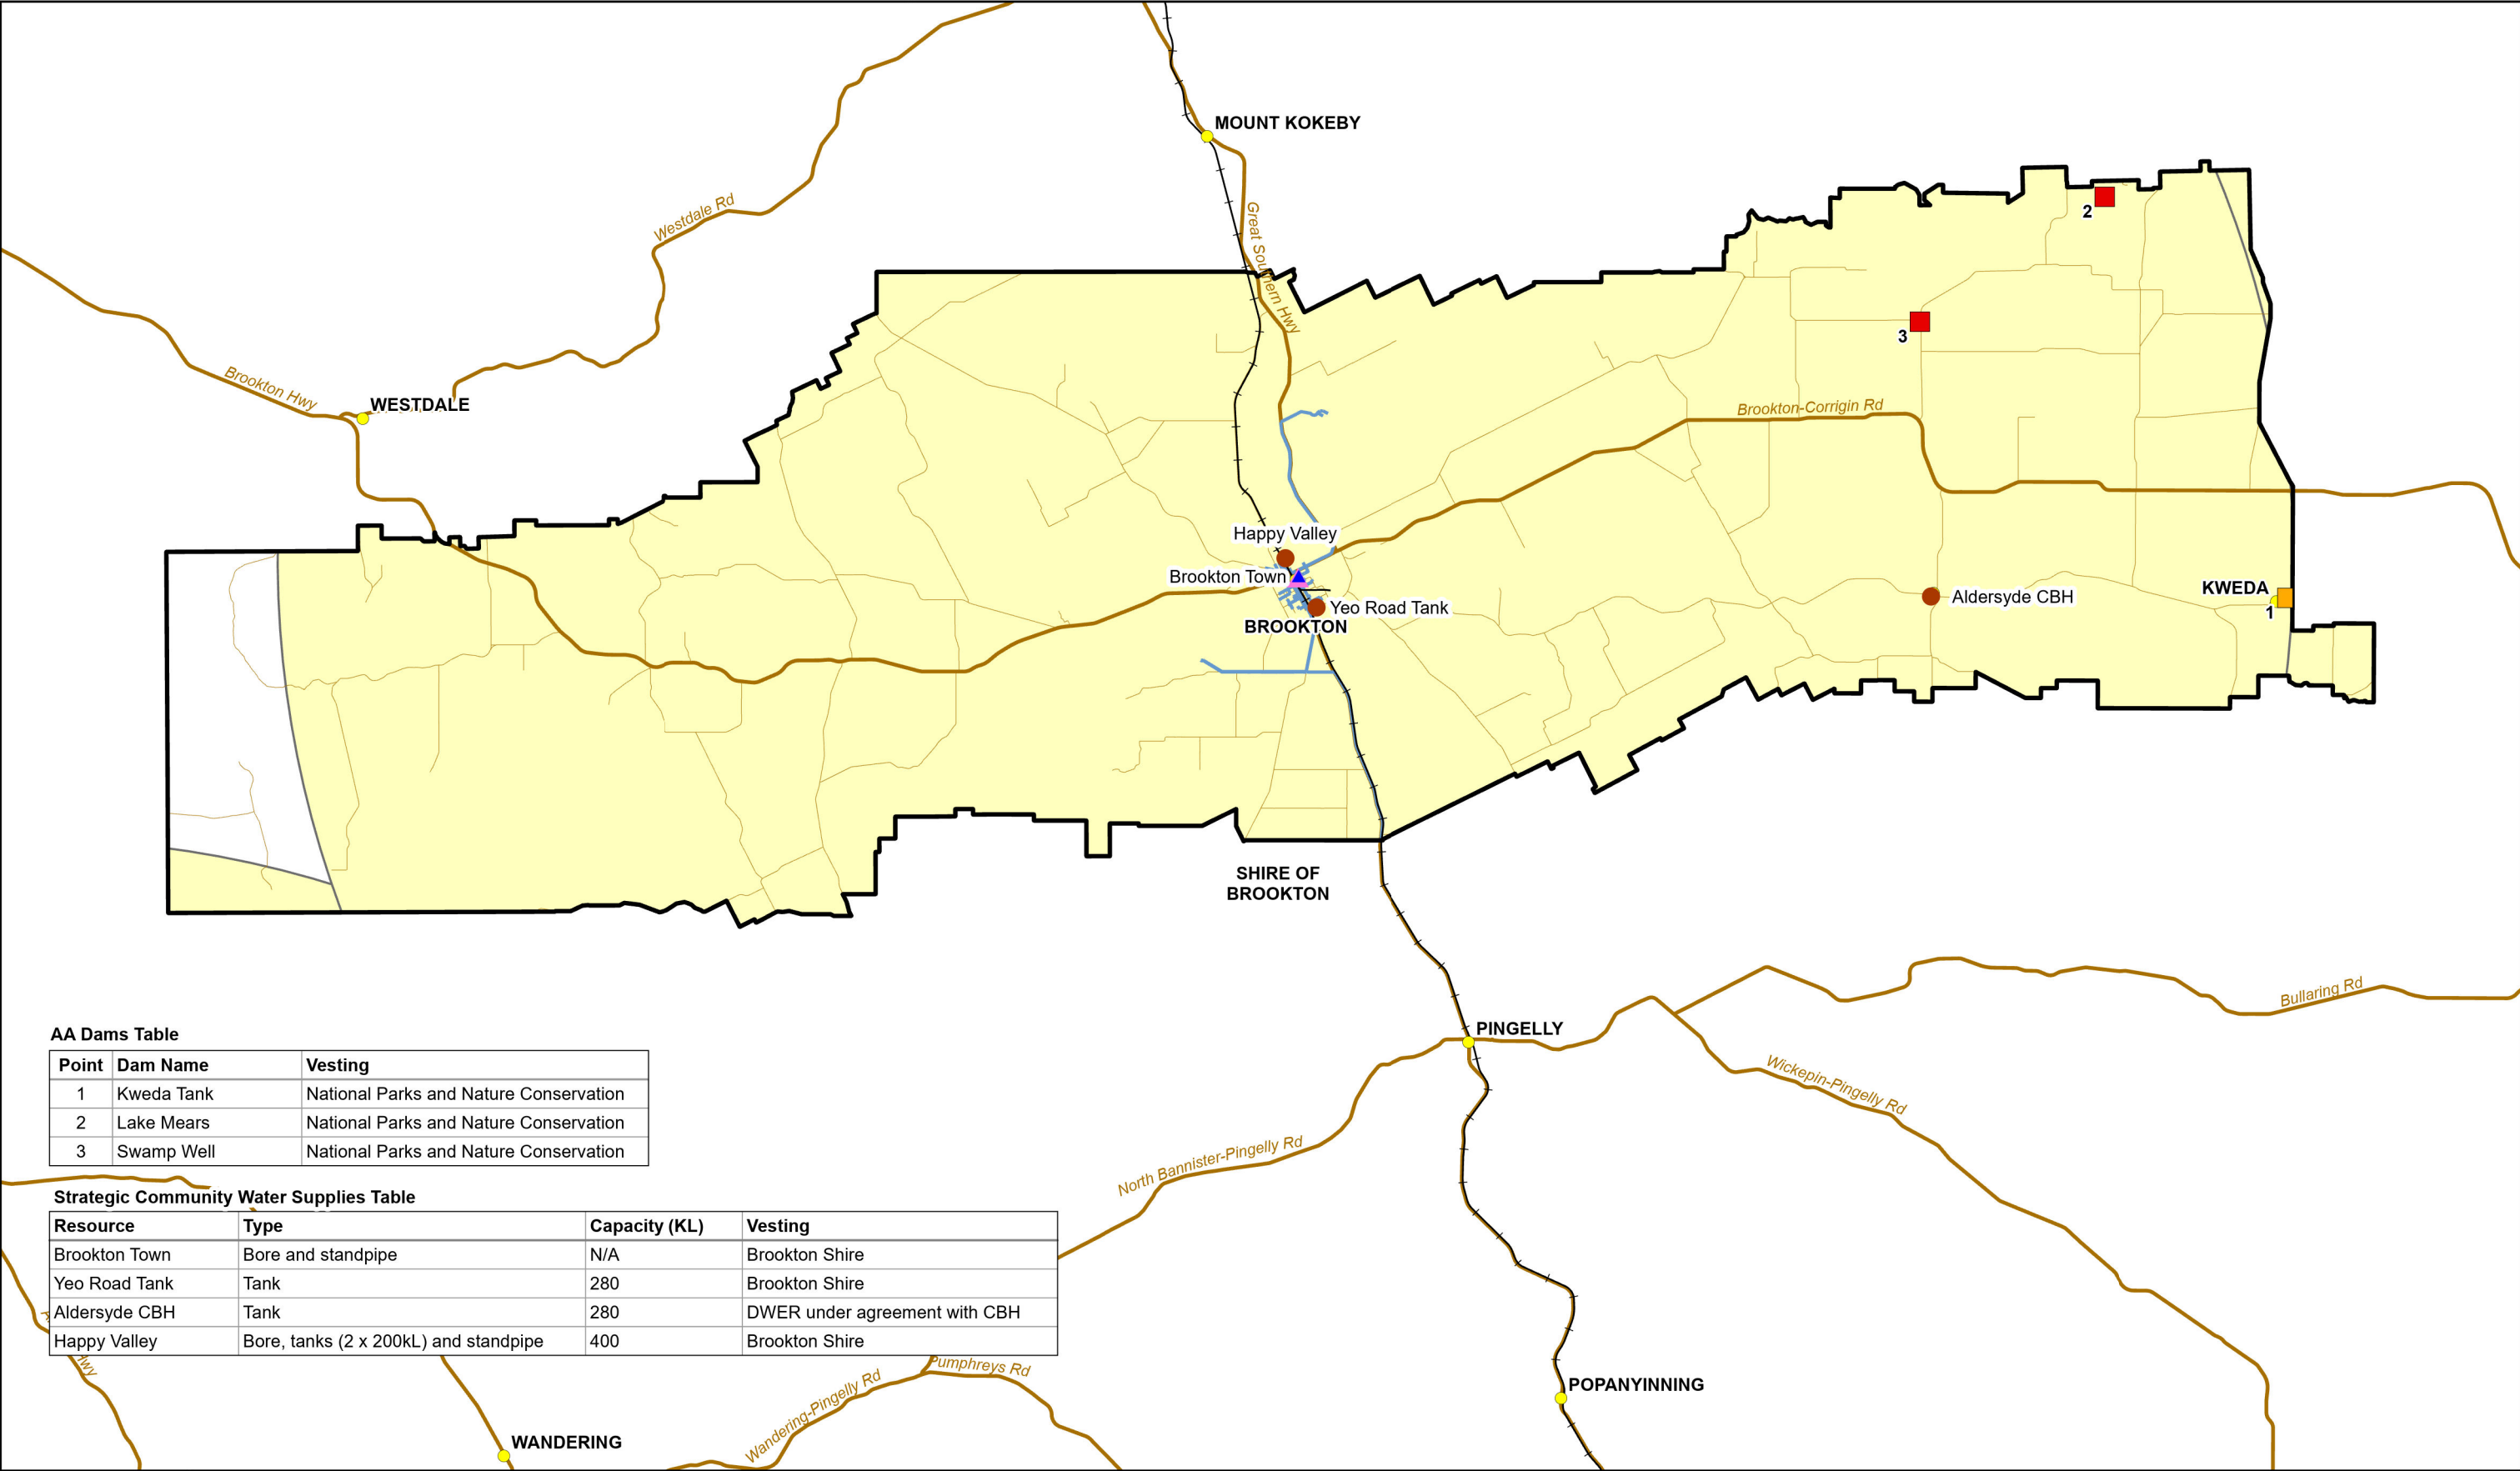 MOUNT KOKEBY
Westdale Rd
Great Southern Hwy
2
3
Brookton Hwy
WESTDALE
Brookton-Corrigin Rd
Happy Valley
Brookton Town
Yeo Road Tank
BROOKTON
Aldersyde CBH
KWEDA
1
SHIRE OF
BROOKTON
Bullaring Rd
PINGELLY
Wickepin-Pingelly Rd
North Bannister-Pingelly Rd
AA Dams Table
Point Dam Name Vesting
1 Kweda Tank National Parks and Nature Conservation
2 Lake Mears National Parks and Nature Conservation
3 Swamp Well National Parks and Nature Conservation
Strategic Community Water Supplies Table
Resource Type Capacity (KL) Vesting
Brookton Town Bore and standpipe N/A Brookton Shire
Yeo Road Tank Tank 280 Brookton Shire
Aldersyde CBH Tank 280 DWER under agreement with CBH
Happy Valley Bore, tanks (2 x 200kL) and standpipe 400 Brookton Shire
Hwy
Pumphreys Rd
Wandering-Pingelly Rd
POPANYINNING
WANDERING